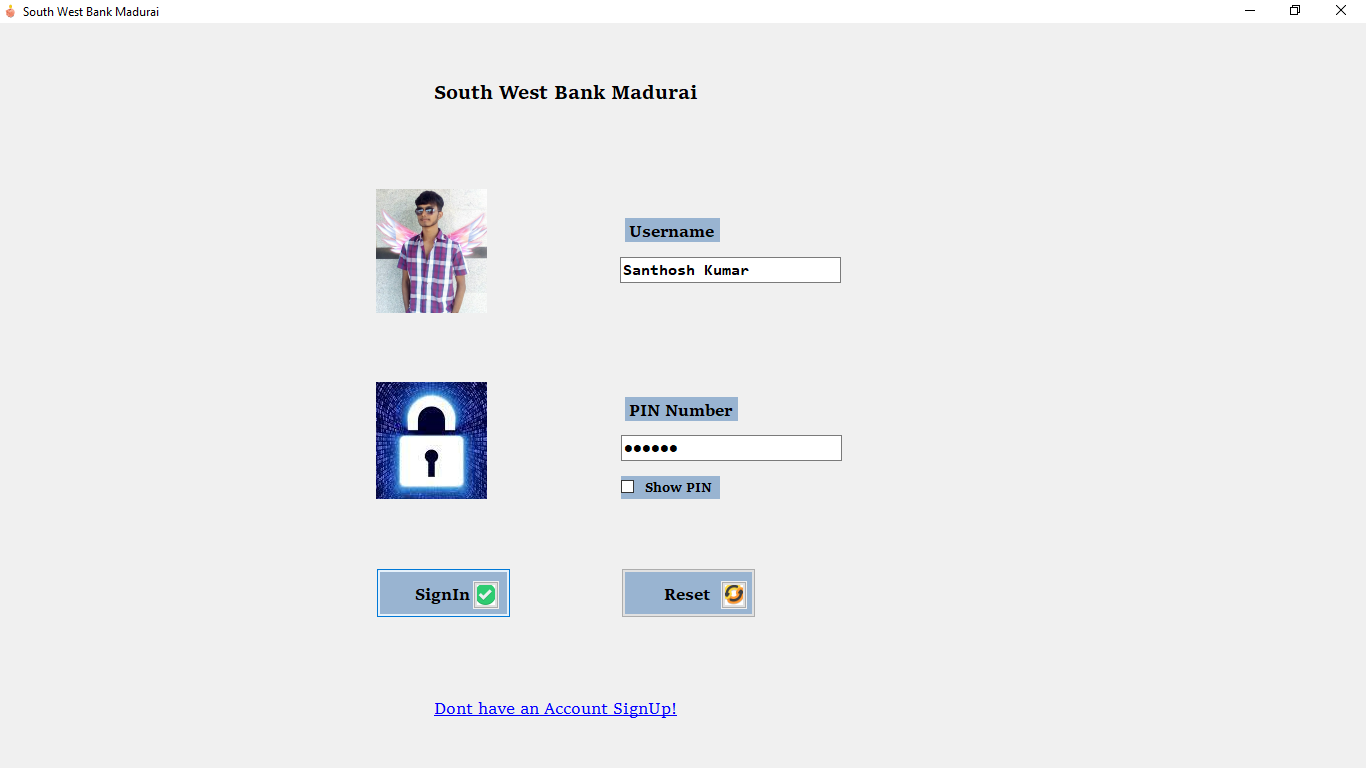 South West Bank Madurai
South West Bank Madurai
Username
Santhosh Kumar
PIN Number
●●●●●●
Show PIN
SignIn
Reset
Dont have an Account SignUp!